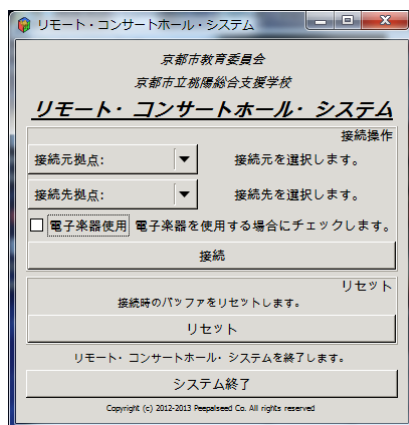 リモート・コンサートホール・システム
京都市教育委員会
京都市立桃陽総合支援学校
リモート・ コンサートホール・ システム
接続操作
接続元拠点: 接続元を選択します。
接続先拠点: 接続先を選択します。
電子楽器使用 電子楽器を使用する場合にチェックします。
接続
リセット
接続時のバッファをリセットします。
リセット
リモート・ コンサートホール・ システムを終了します。
システム終了
Copyright (c) 2012-2013 Peepalseed Co. All rights reserved